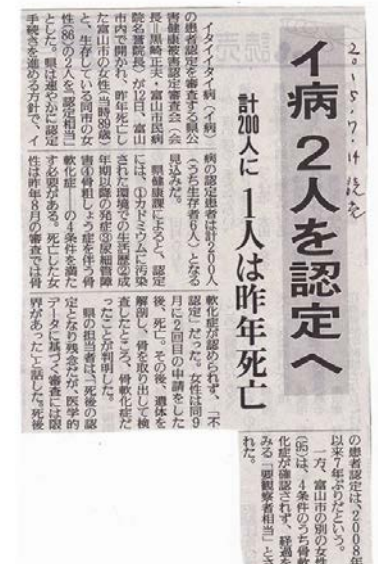 2015.7.14 読売
イ病 2人を認定へ
計200人に 1人は昨年死亡
イタイイタイ病（イ病）
の患者認定を審査する県公
害健康被害認定審査会（会
長＝黒崎正夫・富山市民病
院名誉院長）が12日、富山
市内で開かれ、昨年死亡し
た富山市の女性（当時89歳）
と、生存している同市の女
性(86)の2人を、「認定相当」
とした。県は速やかに認定
手続きを進める方針で、イ
病の認定患者は計200人
（うち生存者6人）となる
見込みだ。
県健康課によると、認定
には、①カドミウムに汚染
された環境での生活歴②成
年期以降の発症③尿細管障
害④骨粗しょう症を伴う骨
軟化症――の4条件を満た
す必要がある。死亡した女
性は昨年8月の審査では骨
軟化症が認められず、「不
認定」だった。女性は同9
月に2回目の申請をした
後、死亡。その後、遺体を
解剖し、骨を取り出して検
査したところ、骨軟化症だ
ったことが判明した。
県の担当者は、「死後の認
定となり残念だが、医学的
データに基づく審査には限
界があった」と話した。死後
の患者認定は、2008年
以来7年ぶりだという。
一方、富山市の別の女性
(95)は、4条件のうち骨軟
化症が確認されず、経過を
みる「要観察者相当」とさ
れた。